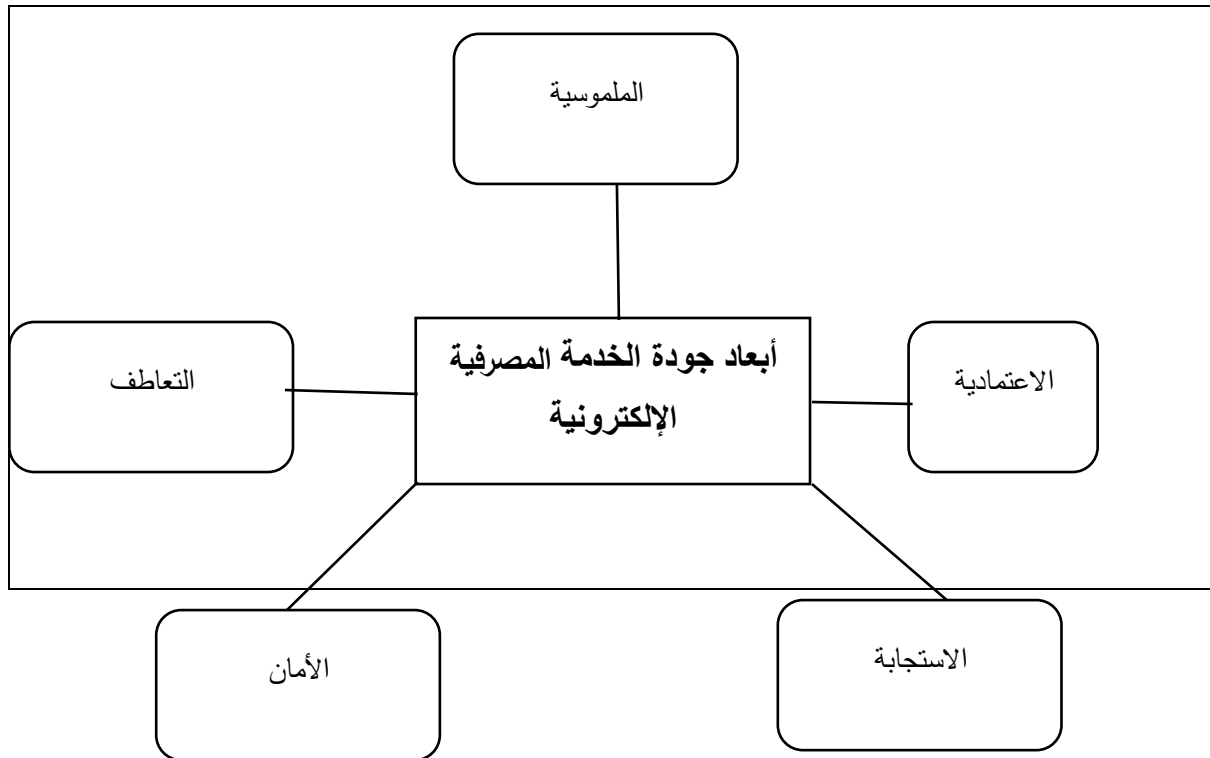 الملموسية
أبعاد جودة الخدمة المصرفية
الإلكترونية
الاعتمادية
التعاطف
الاستجابة
الأمان